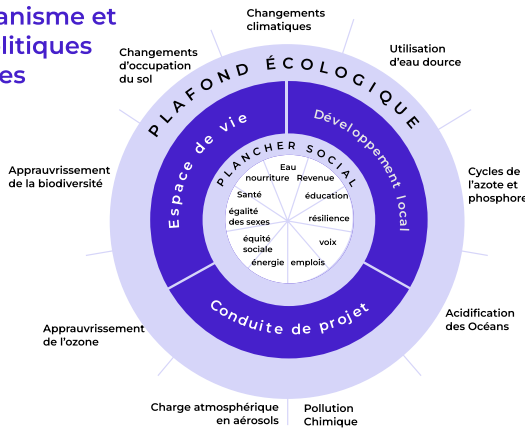 anisme et
litiques
es
Changements
climatiques
Changements
d'occupation
du sol
Utilisation
d'eau douce
PLAFOND ÉCOLOGIQUE
Espace de vie
Développement local
PLANCHER SOCIAL
Eau
nourriture
Revenue
Santé
éducation
égalité
des sexes
résilience
équité
sociale
voix
énergie
emplois
Conduite de projet
Apprauvrissement
de la biodiversité
Cycles de
l'azote et
phosphore
Apprauvrissement
de l'ozone
Acidification
des Océans
Charge atmosphérique
en aérosols
Pollution
Chimique